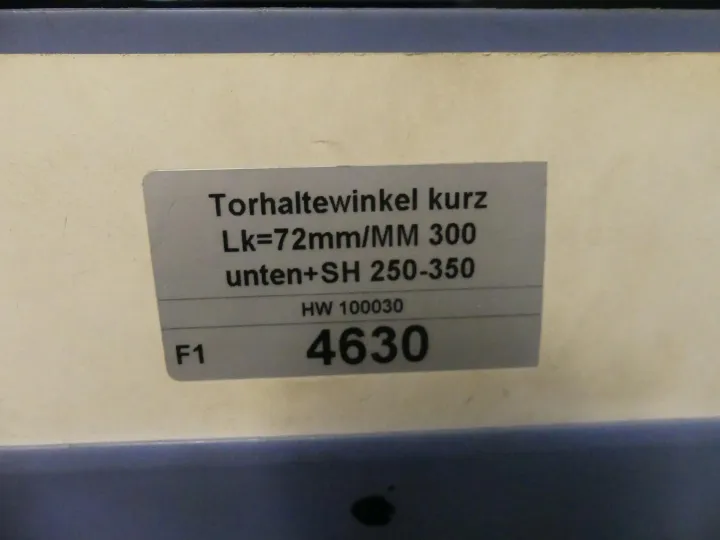 Torhaltewinkel kurz
Lk=72mm/MM 300
unten+SH 250-350
HW 100030
F1 4630